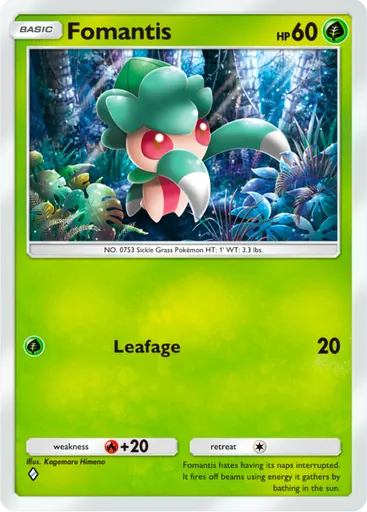 BASIC Fomantis HP 60
NO. 0753 Sickle Grass Pokémon HT: 1' WT: 3.3 lbs.
Leafage 20
weakness +20 retreat
Illus. Kagemaru Himeno
Fomantis hates having its naps interrupted.
It fires off beams using energy it gathers by
bathing in the sun.